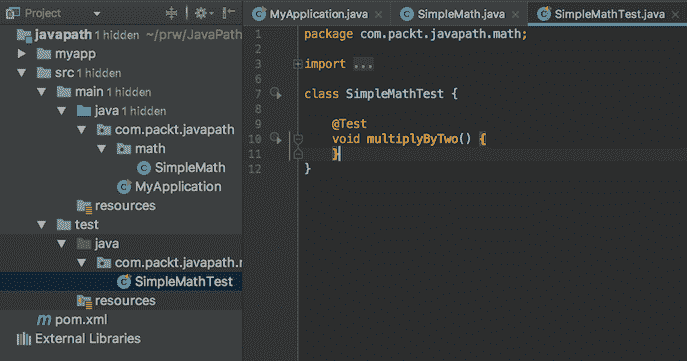 Project
MyApplication.java
SimpleMath.java
SimpleMathTest.java
javapath 1 hidden ~/prw/JavaPath
myapp
src 1 hidden
main 1 hidden
java 1 hidden
com.packt.javapath
math
SimpleMath
MyApplication
resources
test
java
com.packt.javapath.m
SimpleMathTest
resources
pom.xml
External Libraries
1 package com.packt.javapath.math;
2
3 import ...
6
7 class SimpleMathTest {
8
9 @Test
10 void multiplyByTwo() {
11 }
12 }